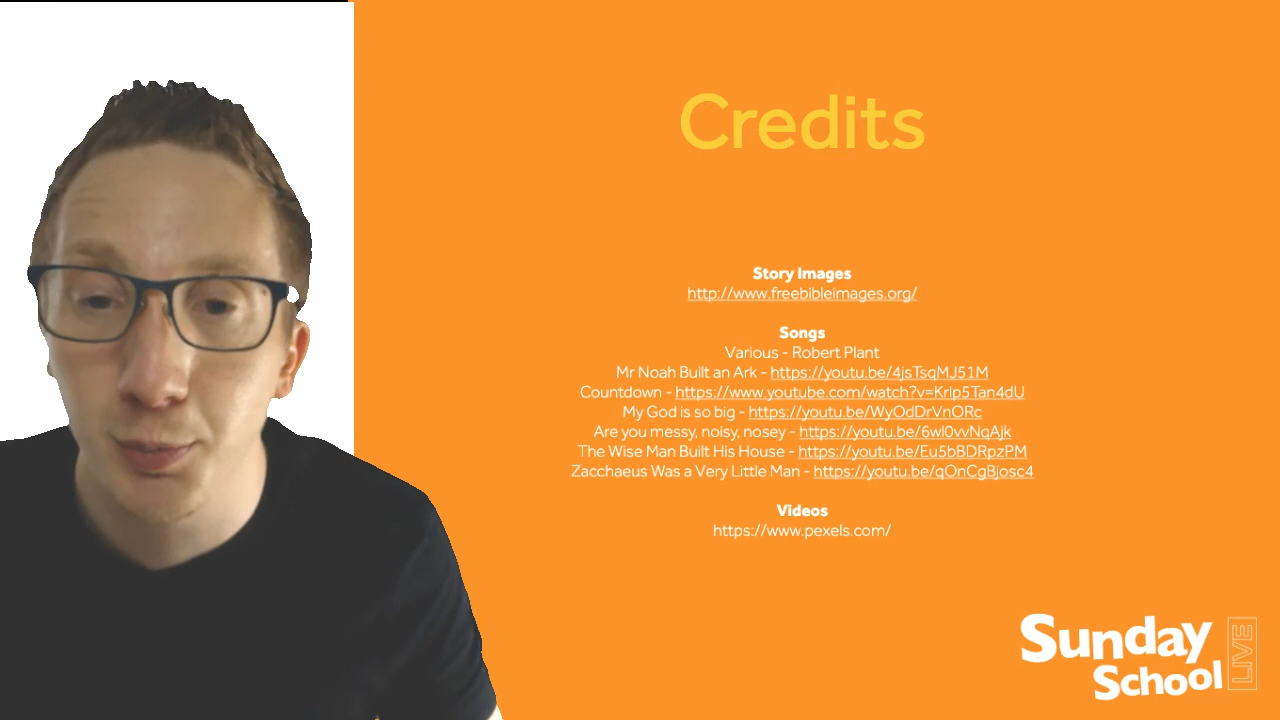 Credits
Story Images
http://www.freebibleimages.org/
Songs
Various - Robert Plant
Mr Noah Built an Ark - https://youtu.be/4jsTsqMJ51M
Countdown - https://www.youtube.com/watch?v=Krlp5Tan4dU
My God is so big - https://youtu.be/WyOdDrVnORc
Are you messy, noisy, nosey - https://youtu.be/6wl0vvNqAjk
The Wise Man Built His House - https://youtu.be/Eu5bBDRpzPM
Zacchaeus Was a Very Little Man - https://youtu.be/qOnCgBjosc4
Videos
https://www.pexels.com/
Sunday
School
LIVE